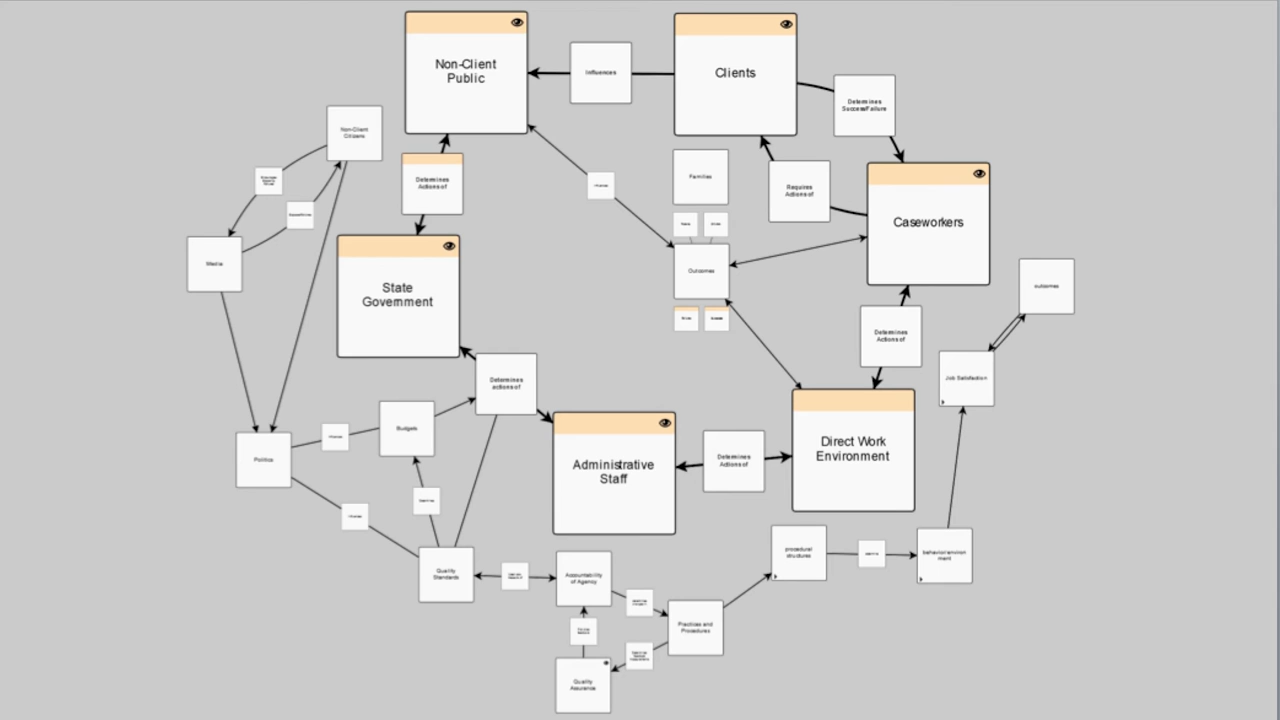 Non-Client
Public
Influences
Clients
Determines
Success/Failure
Non-Client
Citizens
Determines
Actions of
Families
Requires
Actions of
Caseworkers
Media
State
Government
Outcomes
outcomes
Determines
Actions of
Job Satisfaction
Determines
actions of
Budgets
Politics
Administrative
Staff
Determines
Actions of
Direct Work
Environment
Quality
Standards
Accountability
of Agency
procedural
structures
behavior/environ
ment
Practices and
Procedures
Quality
Assurance